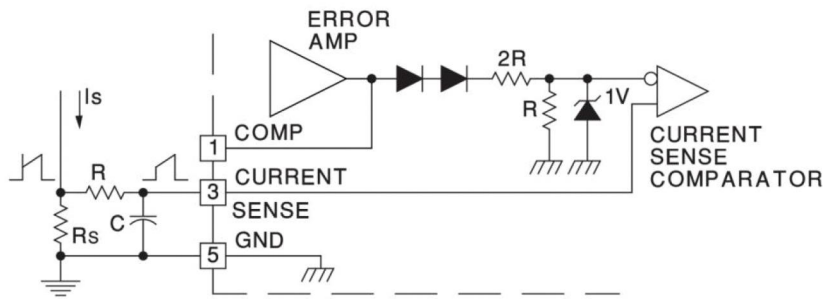 ERROR
AMP
2R
R
1V
Is
COMP
1
CURRENT
SENSE
COMPARATOR
R
3
CURRENT
SENSE
C
Rs
GND
5